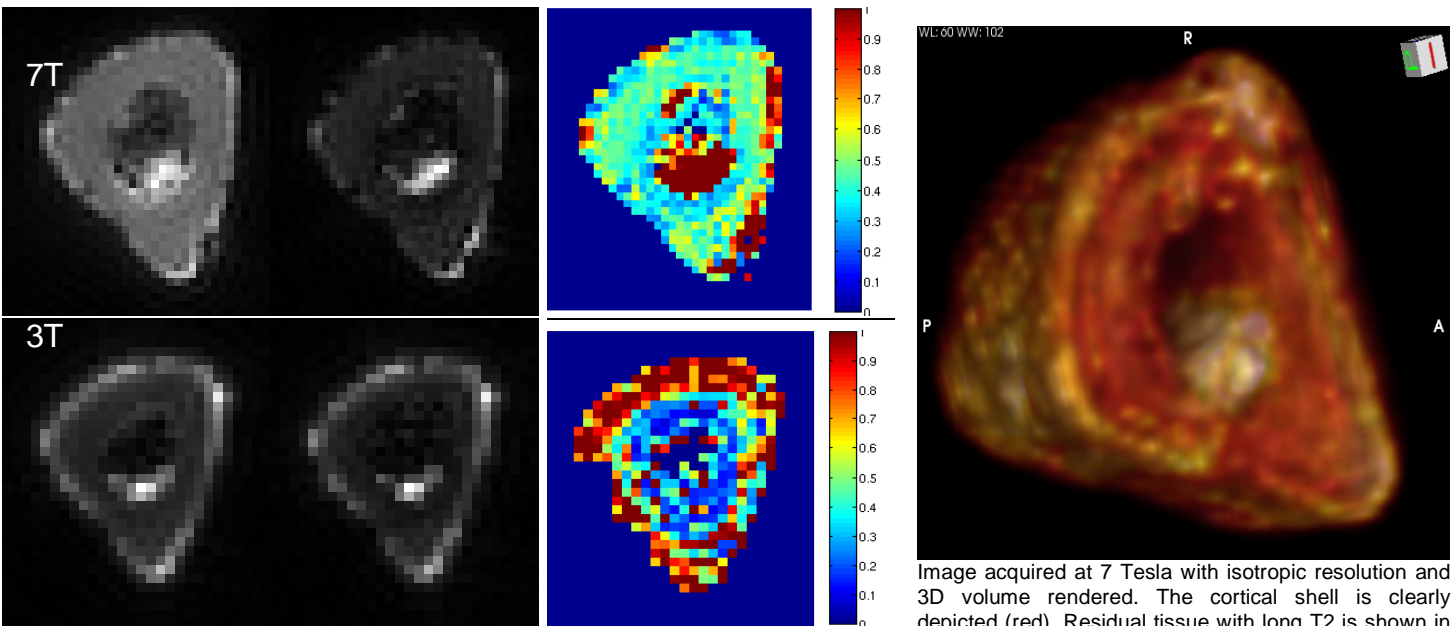 7T
1
0.9
0.8
0.7
0.6
0.5
0.4
0.3
0.2
0.1
0
3T
1
0.9
0.8
0.7
0.6
0.5
0.4
0.3
0.2
0.1
0
WL: 60 WW: 102
R
P
A
Image acquired at 7 Tesla with isotropic resolution and
3D volume rendered. The cortical shell is clearly
depicted (red). Residual tissue with long T2 is shown in